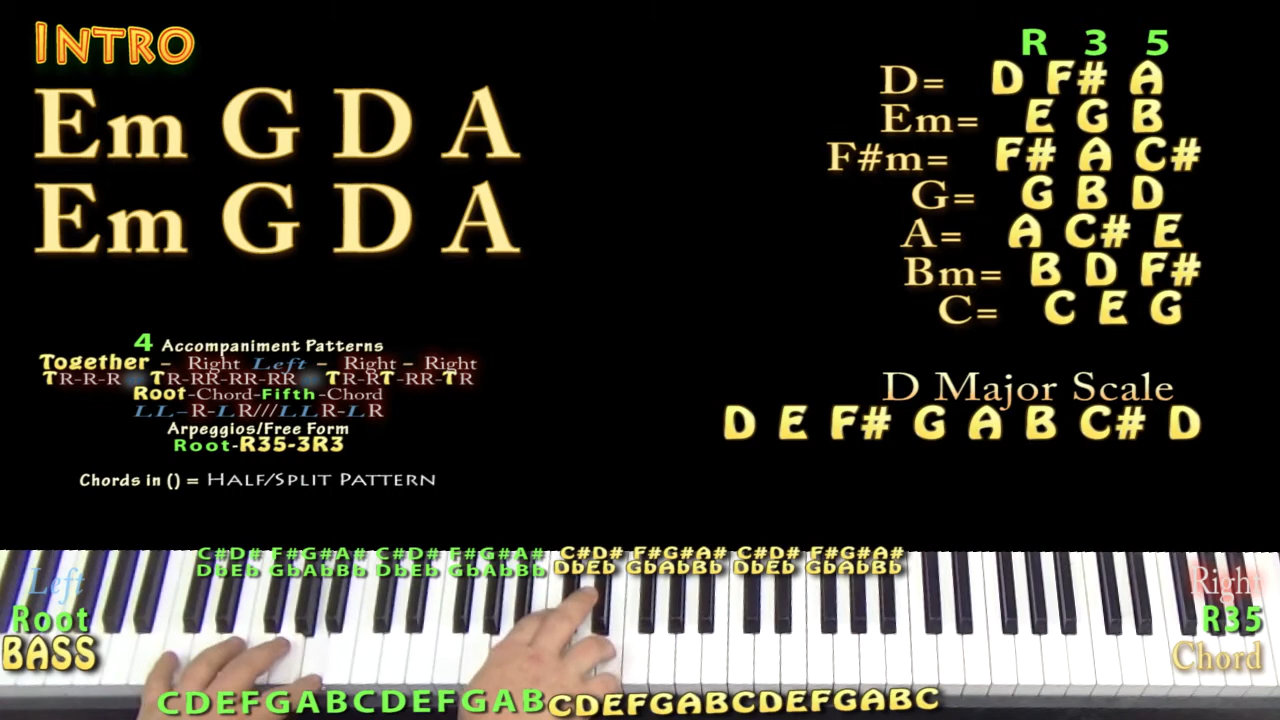 INTRO
Em G D A
Em G D A
R 3 5
D= D F# A
Em= E G B
F#m= F# A C#
G= G B D
A= A C# E
Bm= B D F#
C= C E G
4 Accompaniment Patterns
Together - Right Left - Right - Right
TR-R-R TR-RR-RR-RR TR-RT-RR-TR
Root-Chord-Fifth-Chord
LL-R-LR///LLR-LR
Arpeggios/Free Form
Root-R35-3R3
Chords in () = HALF/SPLIT PATTERN
D Major Scale
D E F# G A B C# D
C#D# F#G#A# C#D# F#G#A# C#D# F#G#A# C#D# F#G#A#
DbEb GbAbBb DbEb GbAbBb DbEb GbAbBb DbEb GbAbBb
Left
Root
BASS
Right
R35
Chord
CDEFGABCDEFGABCDEFGABCDEFGABC